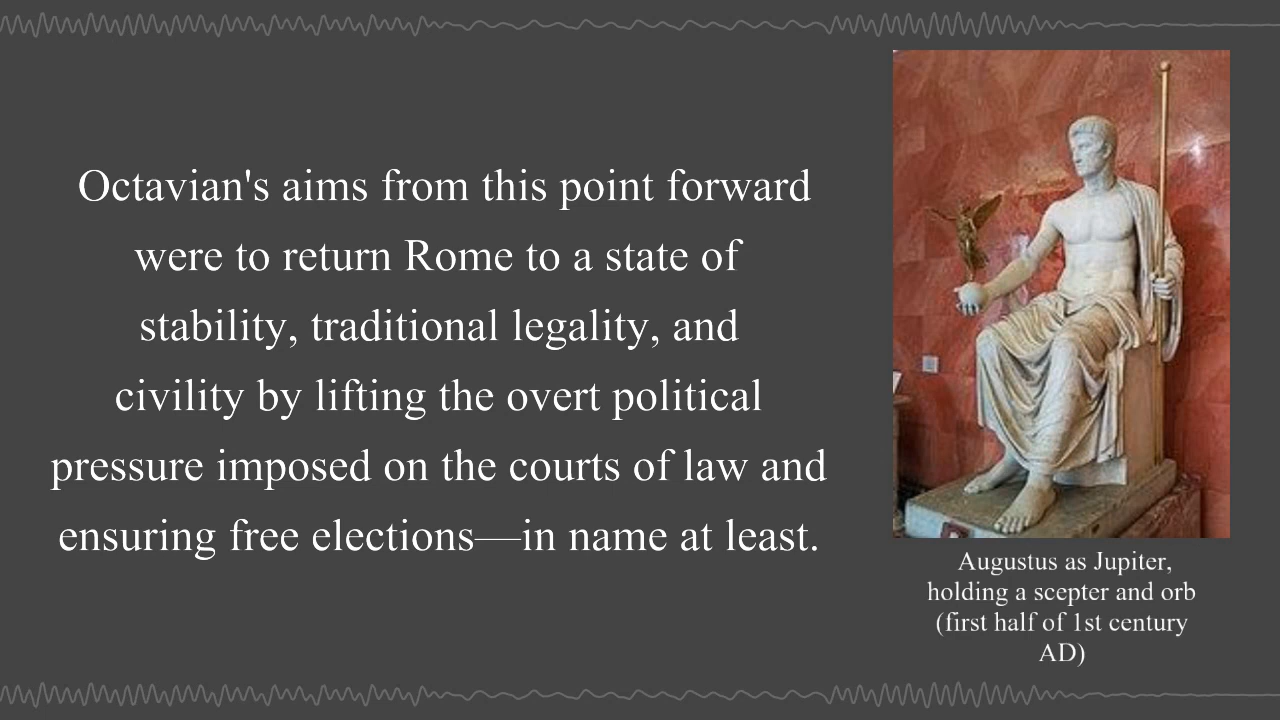 Octavian's aims from this point forward
were to return Rome to a state of
stability, traditional legality, and
civility by lifting the overt political
pressure imposed on the courts of law and
ensuring free elections—in name at least.
Augustus as Jupiter,
holding a scepter and orb
(first half of 1st century
AD)